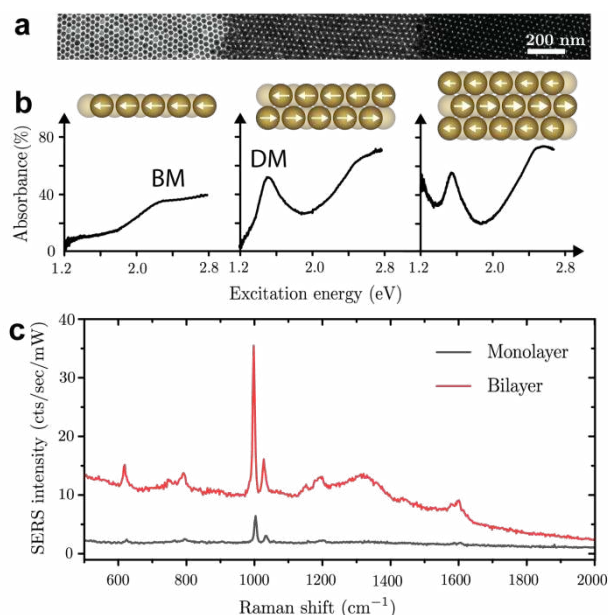 a
200 nm
b
Absorbance(%)
80
40
0
BM
DM
1.2
2.0
2.8
1.2
2.0
2.8
1.2
2.0
2.8
Excitation energy (eV)
c
SERS intensity (cts/sec/mW)
40
30
20
10
0
Monolayer
Bilayer
600
800
1000
1200
1400
1600
1800
2000
Raman shift (cm⁻¹)